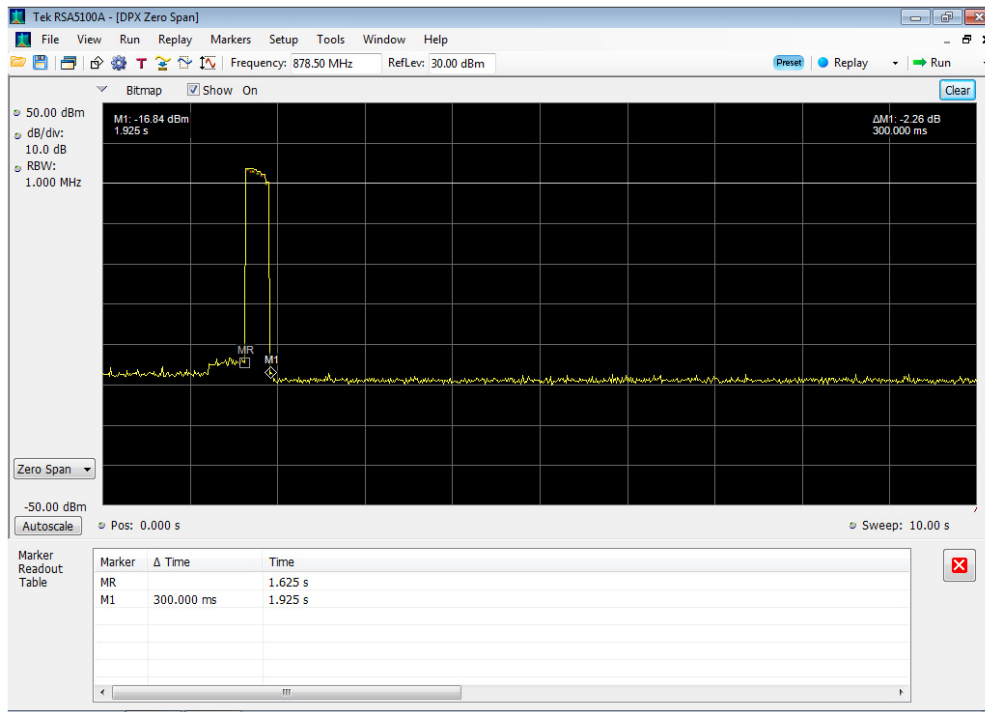 Tek RSA5100A - [DPX Zero Span]
File View Run Replay Markers Setup Tools Window Help
T Frequency: 878.50 MHz RefLev: 30.00 dBm Preset Replay Run
Bitmap Show On Clear
50.00 dBm
dB/div:
10.0 dB
RBW:
1.000 MHz
M1: -16.84 dBm
1.925 s
ΔM1: -2.26 dB
300.000 ms
MR
M1
Zero Span
-50.00 dBm
Autoscale Pos: 0.000 s Sweep: 10.00 s
Marker
Readout
Table
Marker Δ Time Time
MR 1.625 s
M1 300.000 ms 1.925 s